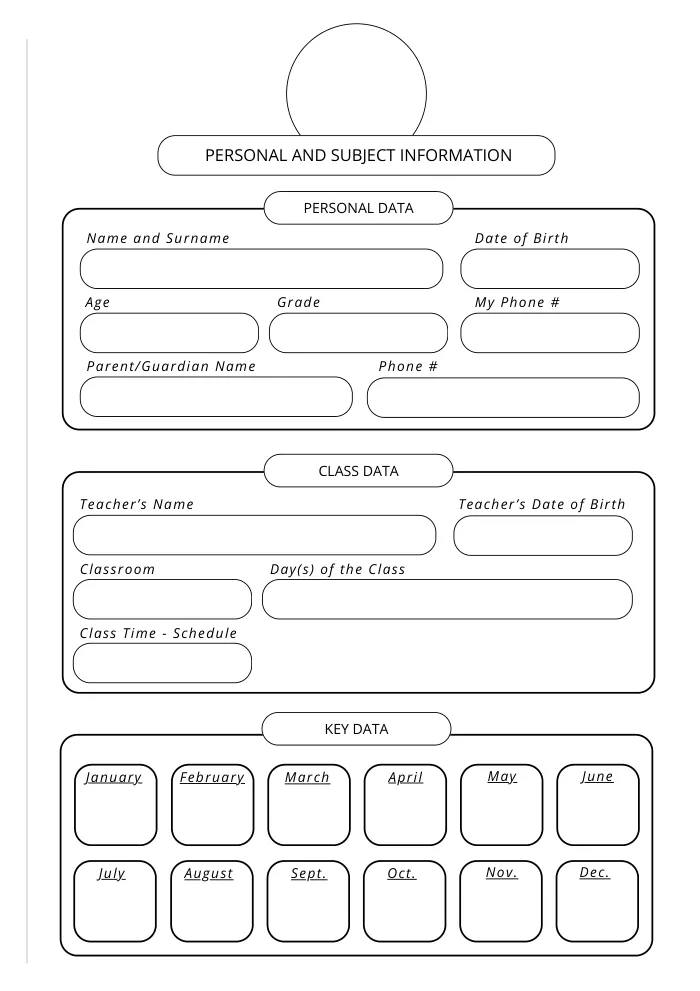 PERSONAL AND SUBJECT INFORMATION
PERSONAL DATA
Name and Surname Date of Birth
Age Grade My Phone #
Parent/Guardian Name Phone #
CLASS DATA
Teacher’s Name Teacher’s Date of Birth
Classroom Day(s) of the Class
Class Time - Schedule
KEY DATA
January February March April May June
July August Sept. Oct. Nov. Dec.